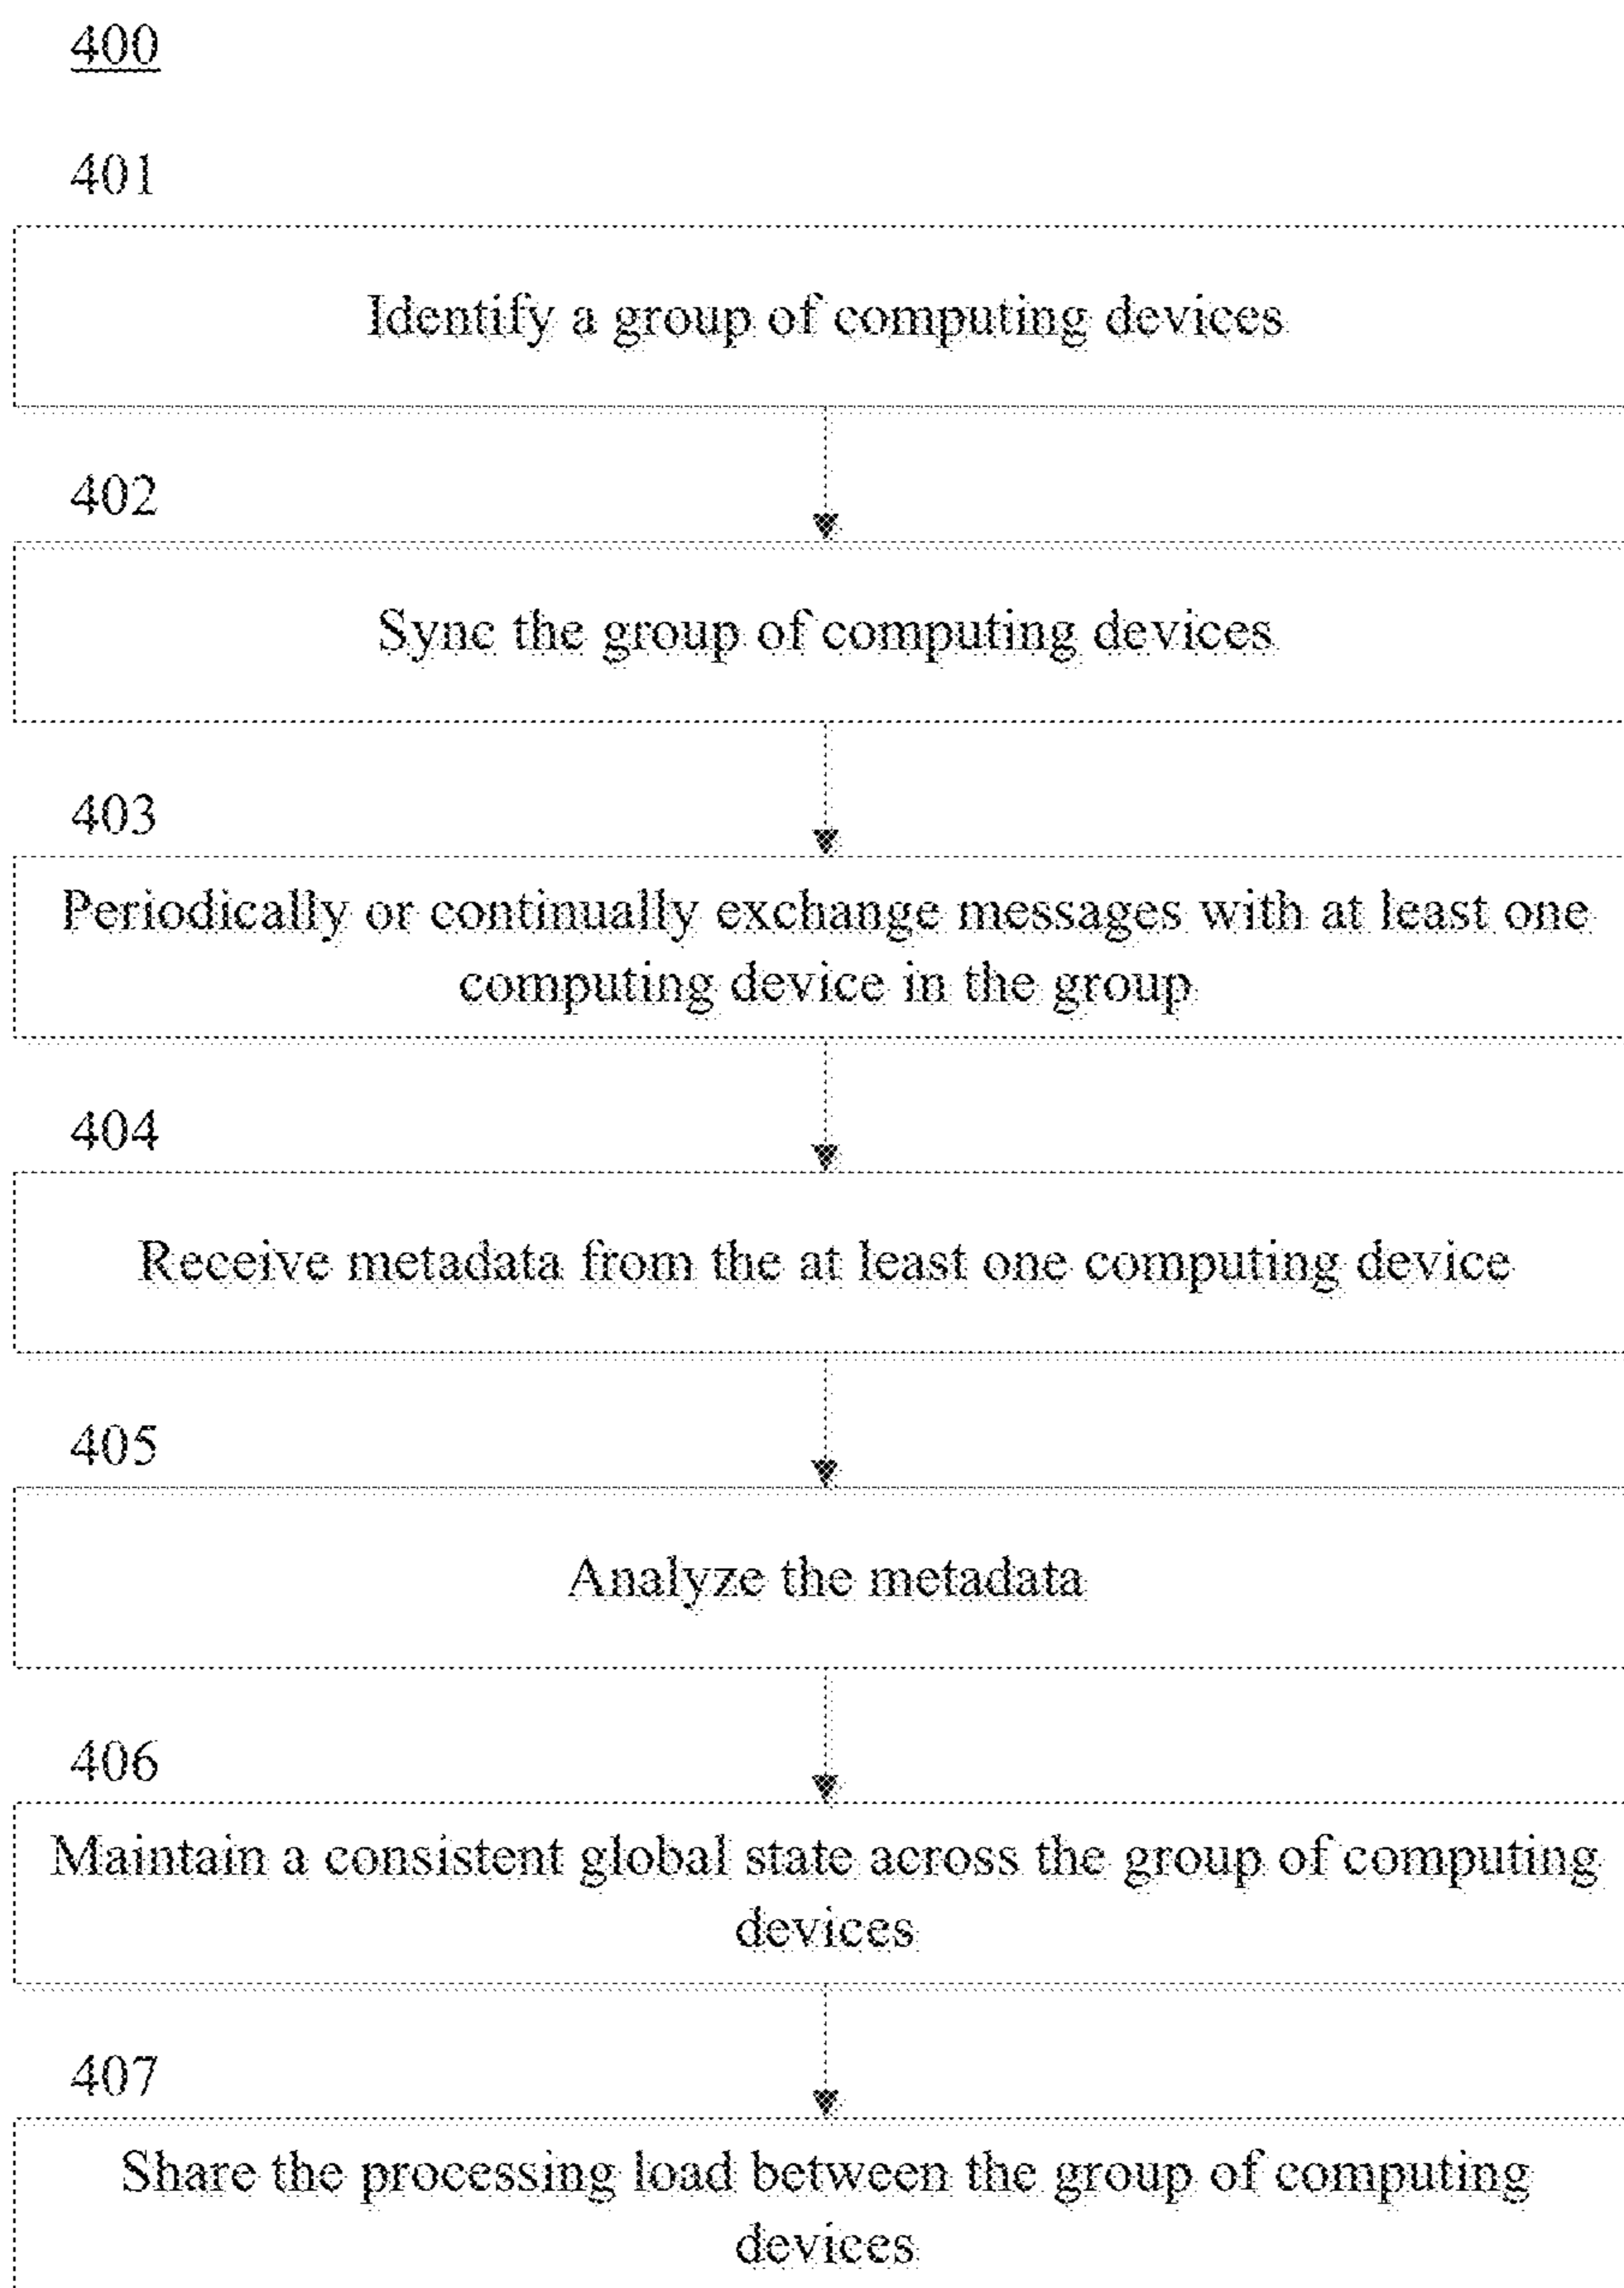 400
401
Identify a group of computing devices
402
Sync the group of computing devices
403
Periodically or continually exchange messages with at least one
computing device in the group
404
Receive metadata from the at least one computing device
405
Analyze the metadata
406
Maintain a consistent global state across the group of computing
devices
407
Share the processing load between the group of computing
devices